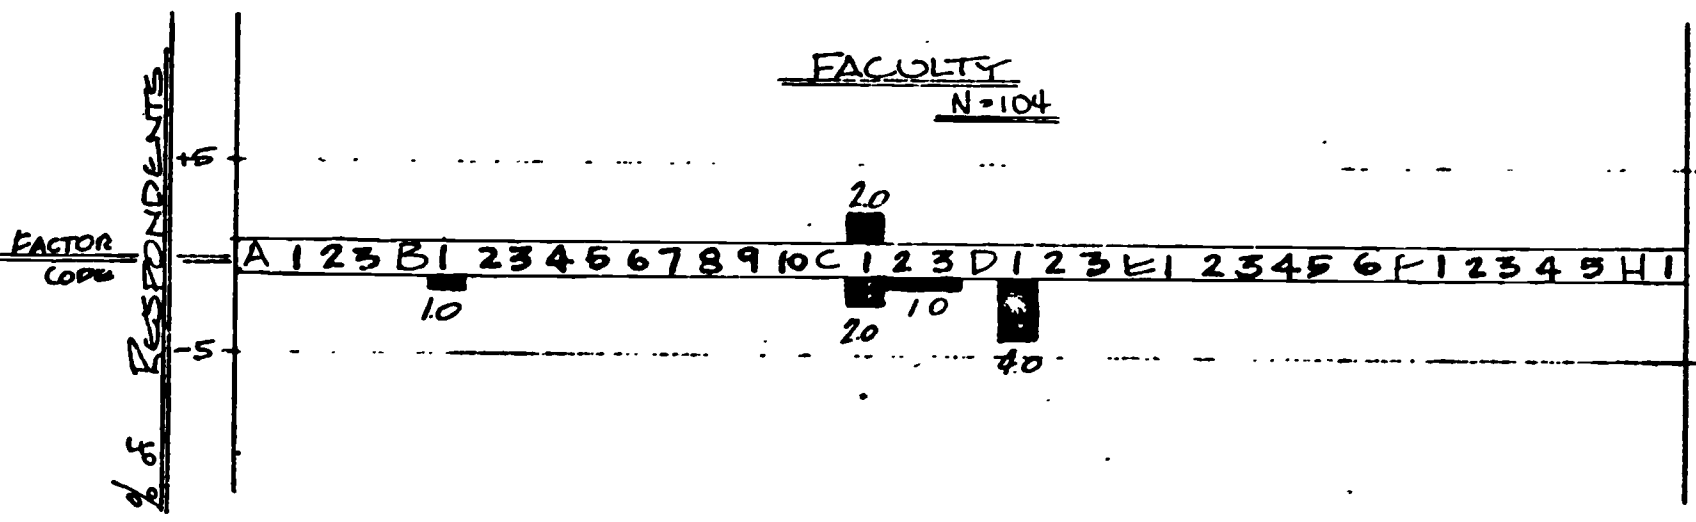 FACULTY
N=104
% of RESPONDENTS
+5
2.0
FACTOR CODE
A 1 2 3 B 1 2 3 4 5 6 7 8 9 10 C 1 2 3 D 1 2 3 E 1 2 3 4 5 6 F 1 2 3 4 5 H 1
1.0
2.0
1.0
4.0
-5